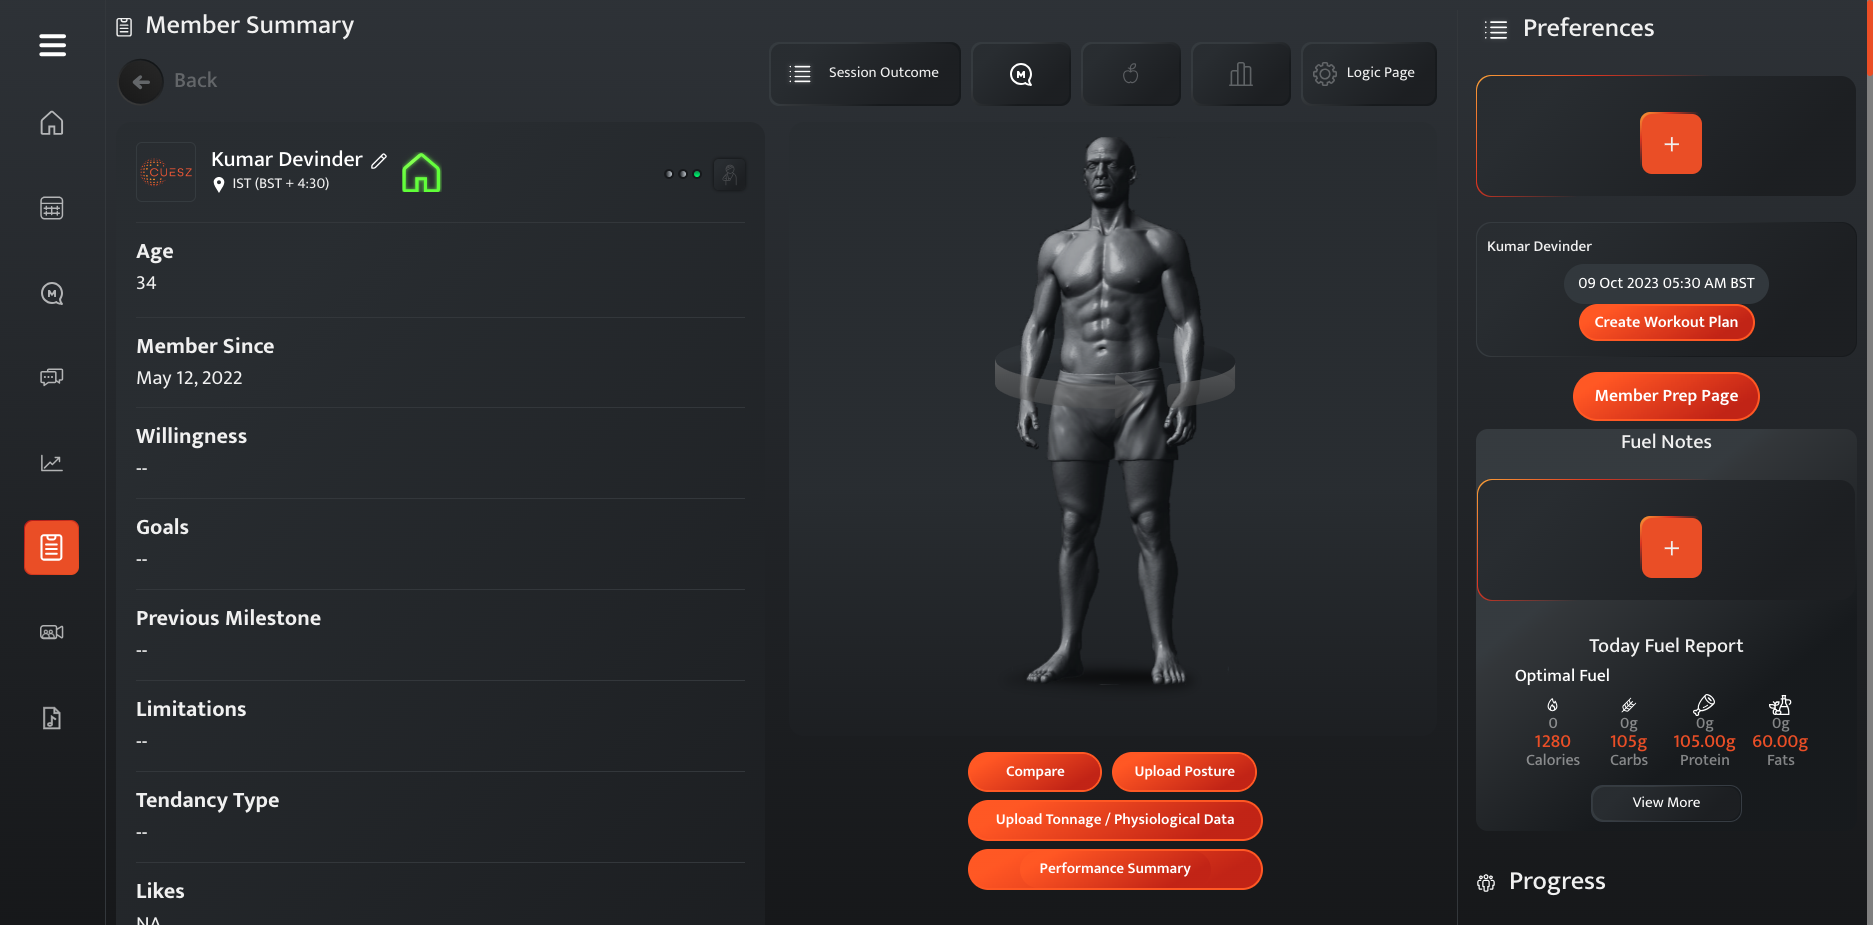 Member Summary
Back
Session Outcome
M
Logic Page
CUESZ
Kumar Devinder
IST (BST + 4:30)
Age
34
Member Since
May 12, 2022
Willingness
--
Goals
--
Previous Milestone
--
Limitations
--
Tendancy Type
--
Likes
NA
Compare
Upload Posture
Upload Tonnage / Physiological Data
Performance Summary
Preferences
+
Kumar Devinder
09 Oct 2023 05:30 AM BST
Create Workout Plan
Member Prep Page
Fuel Notes
+
Today Fuel Report
Optimal Fuel
0 0g 0g 0g
1280 105g 105.00g 60.00g
Calories Carbs Protein Fats
View More
Progress
M